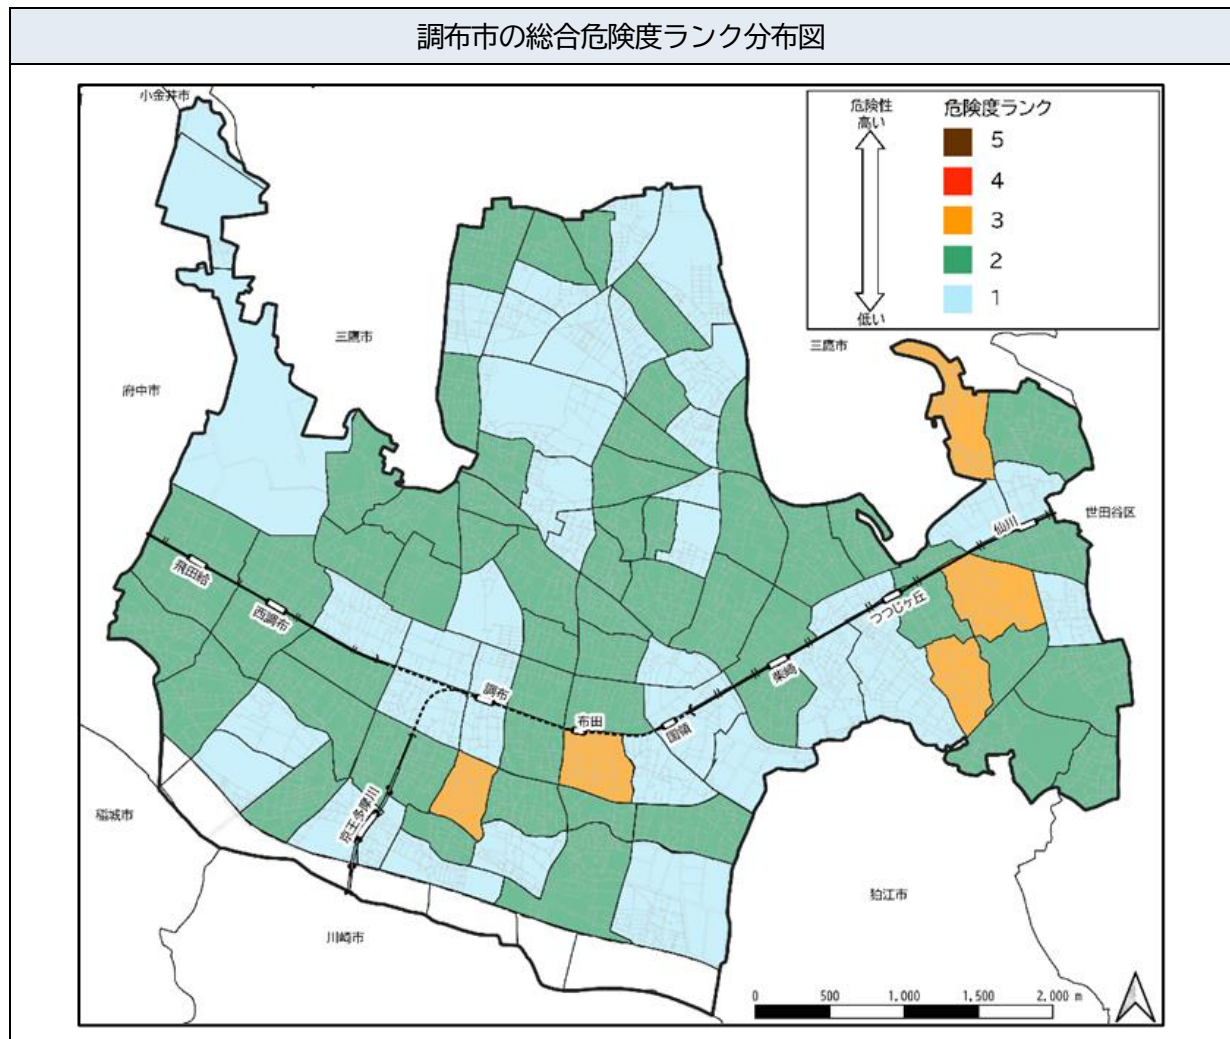 調布市の総合危険度ランク分布図
小金井市
危険性
高い
低い
危険度ランク
5
4
3
2
1
三鷹市
三鷹市
府中市
世田谷区
仙川
飛田給
つつじヶ丘
西調布
柴崎
調布
布田
国領
京王多摩川
稲城市
狛江市
川崎市
0 500 1,000 1,500 2,000 m